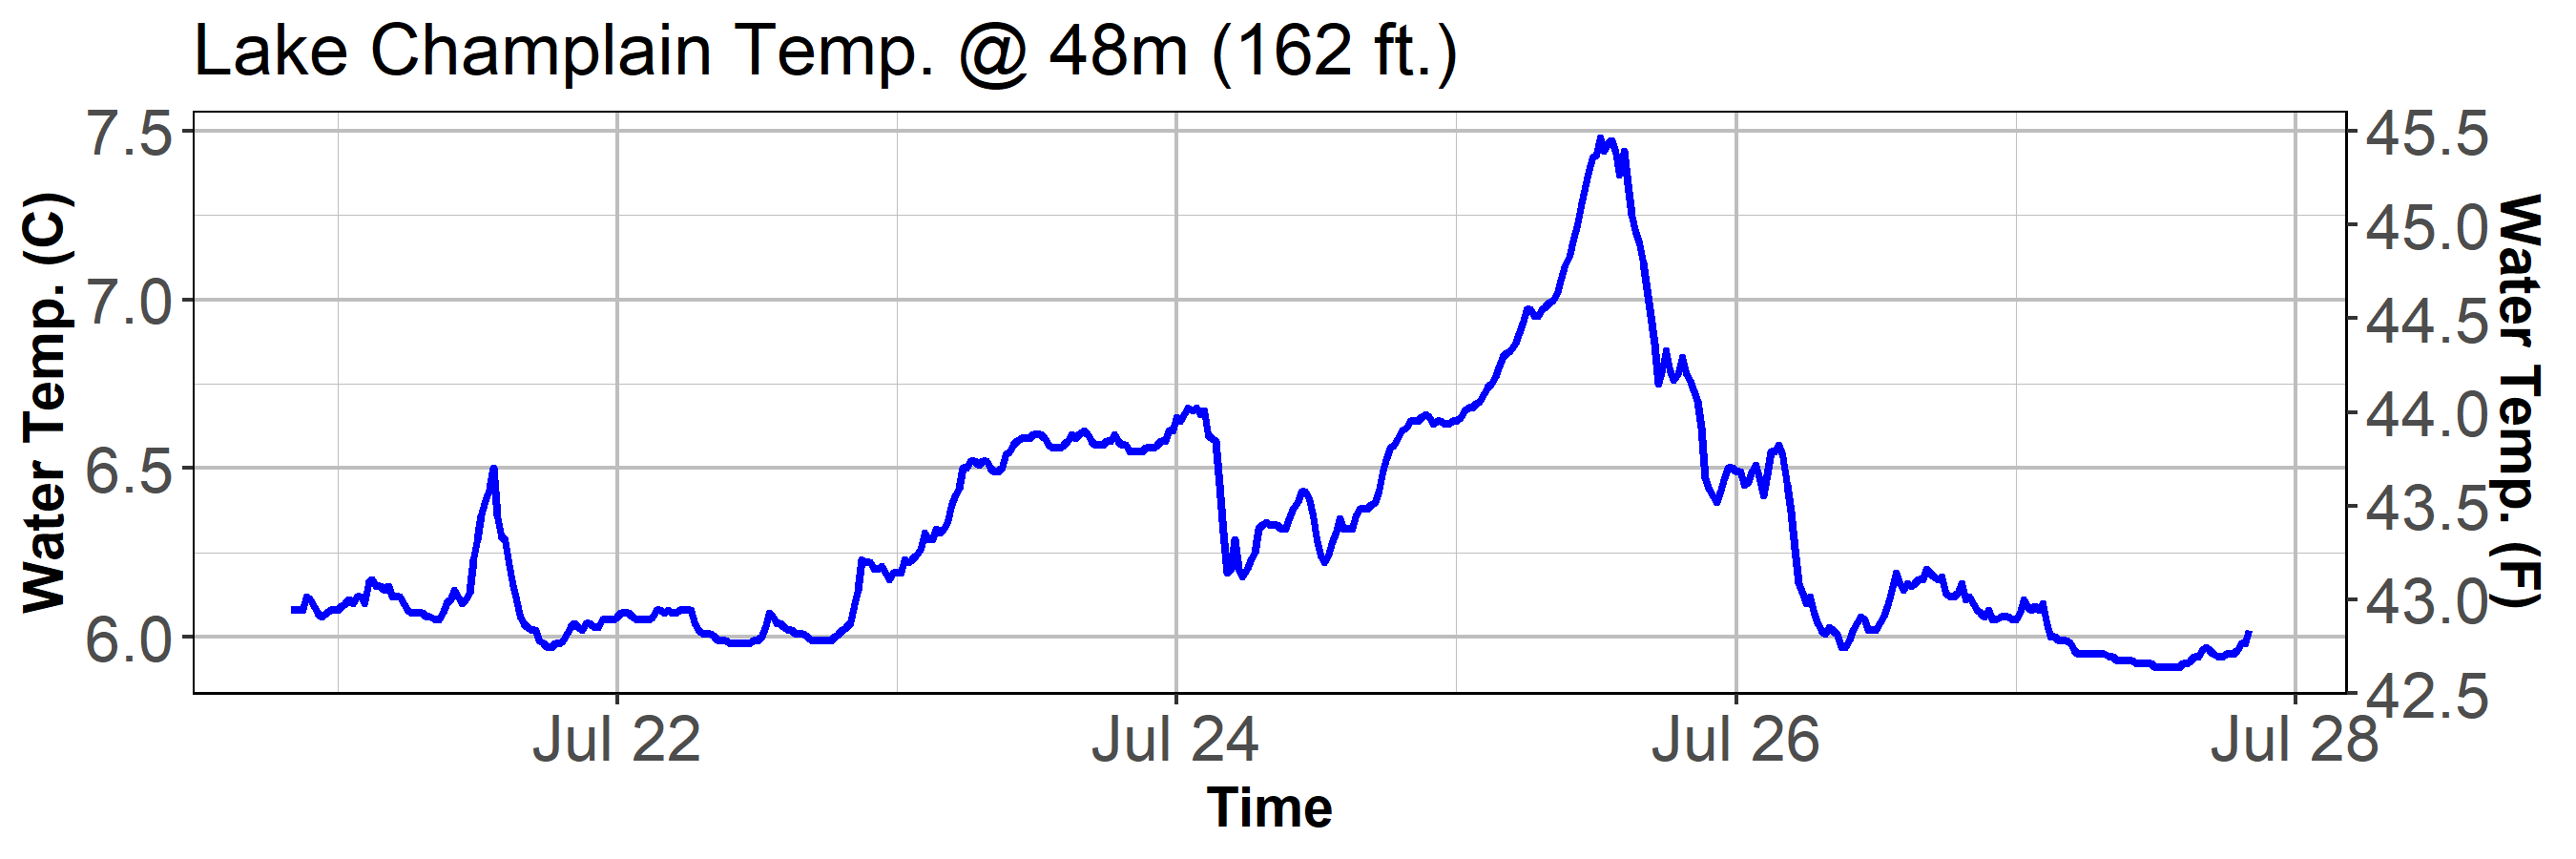 Lake Champlain Temp. @ 48m (162 ft.)
Water Temp. (C)
7.5
7.0
6.5
6.0
45.5
45.0
44.5
44.0
43.5
43.0
42.5
Water Temp. (F)
Jul 22 Jul 24 Jul 26 Jul 28
Time